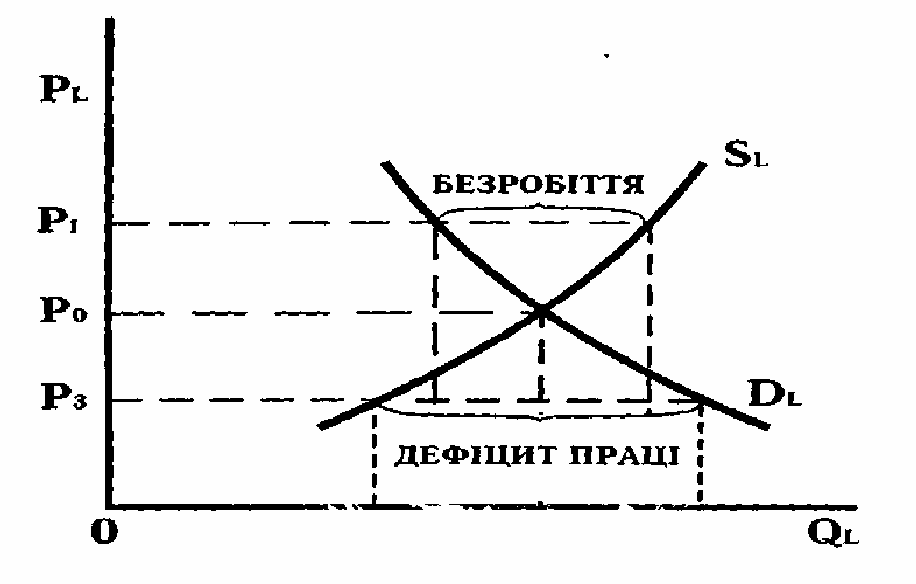 PL
SL
БЕЗРОБІТТЯ
P1
P0
P3
DL
ДЕФІЦИТ ПРАЦІ
0
QL